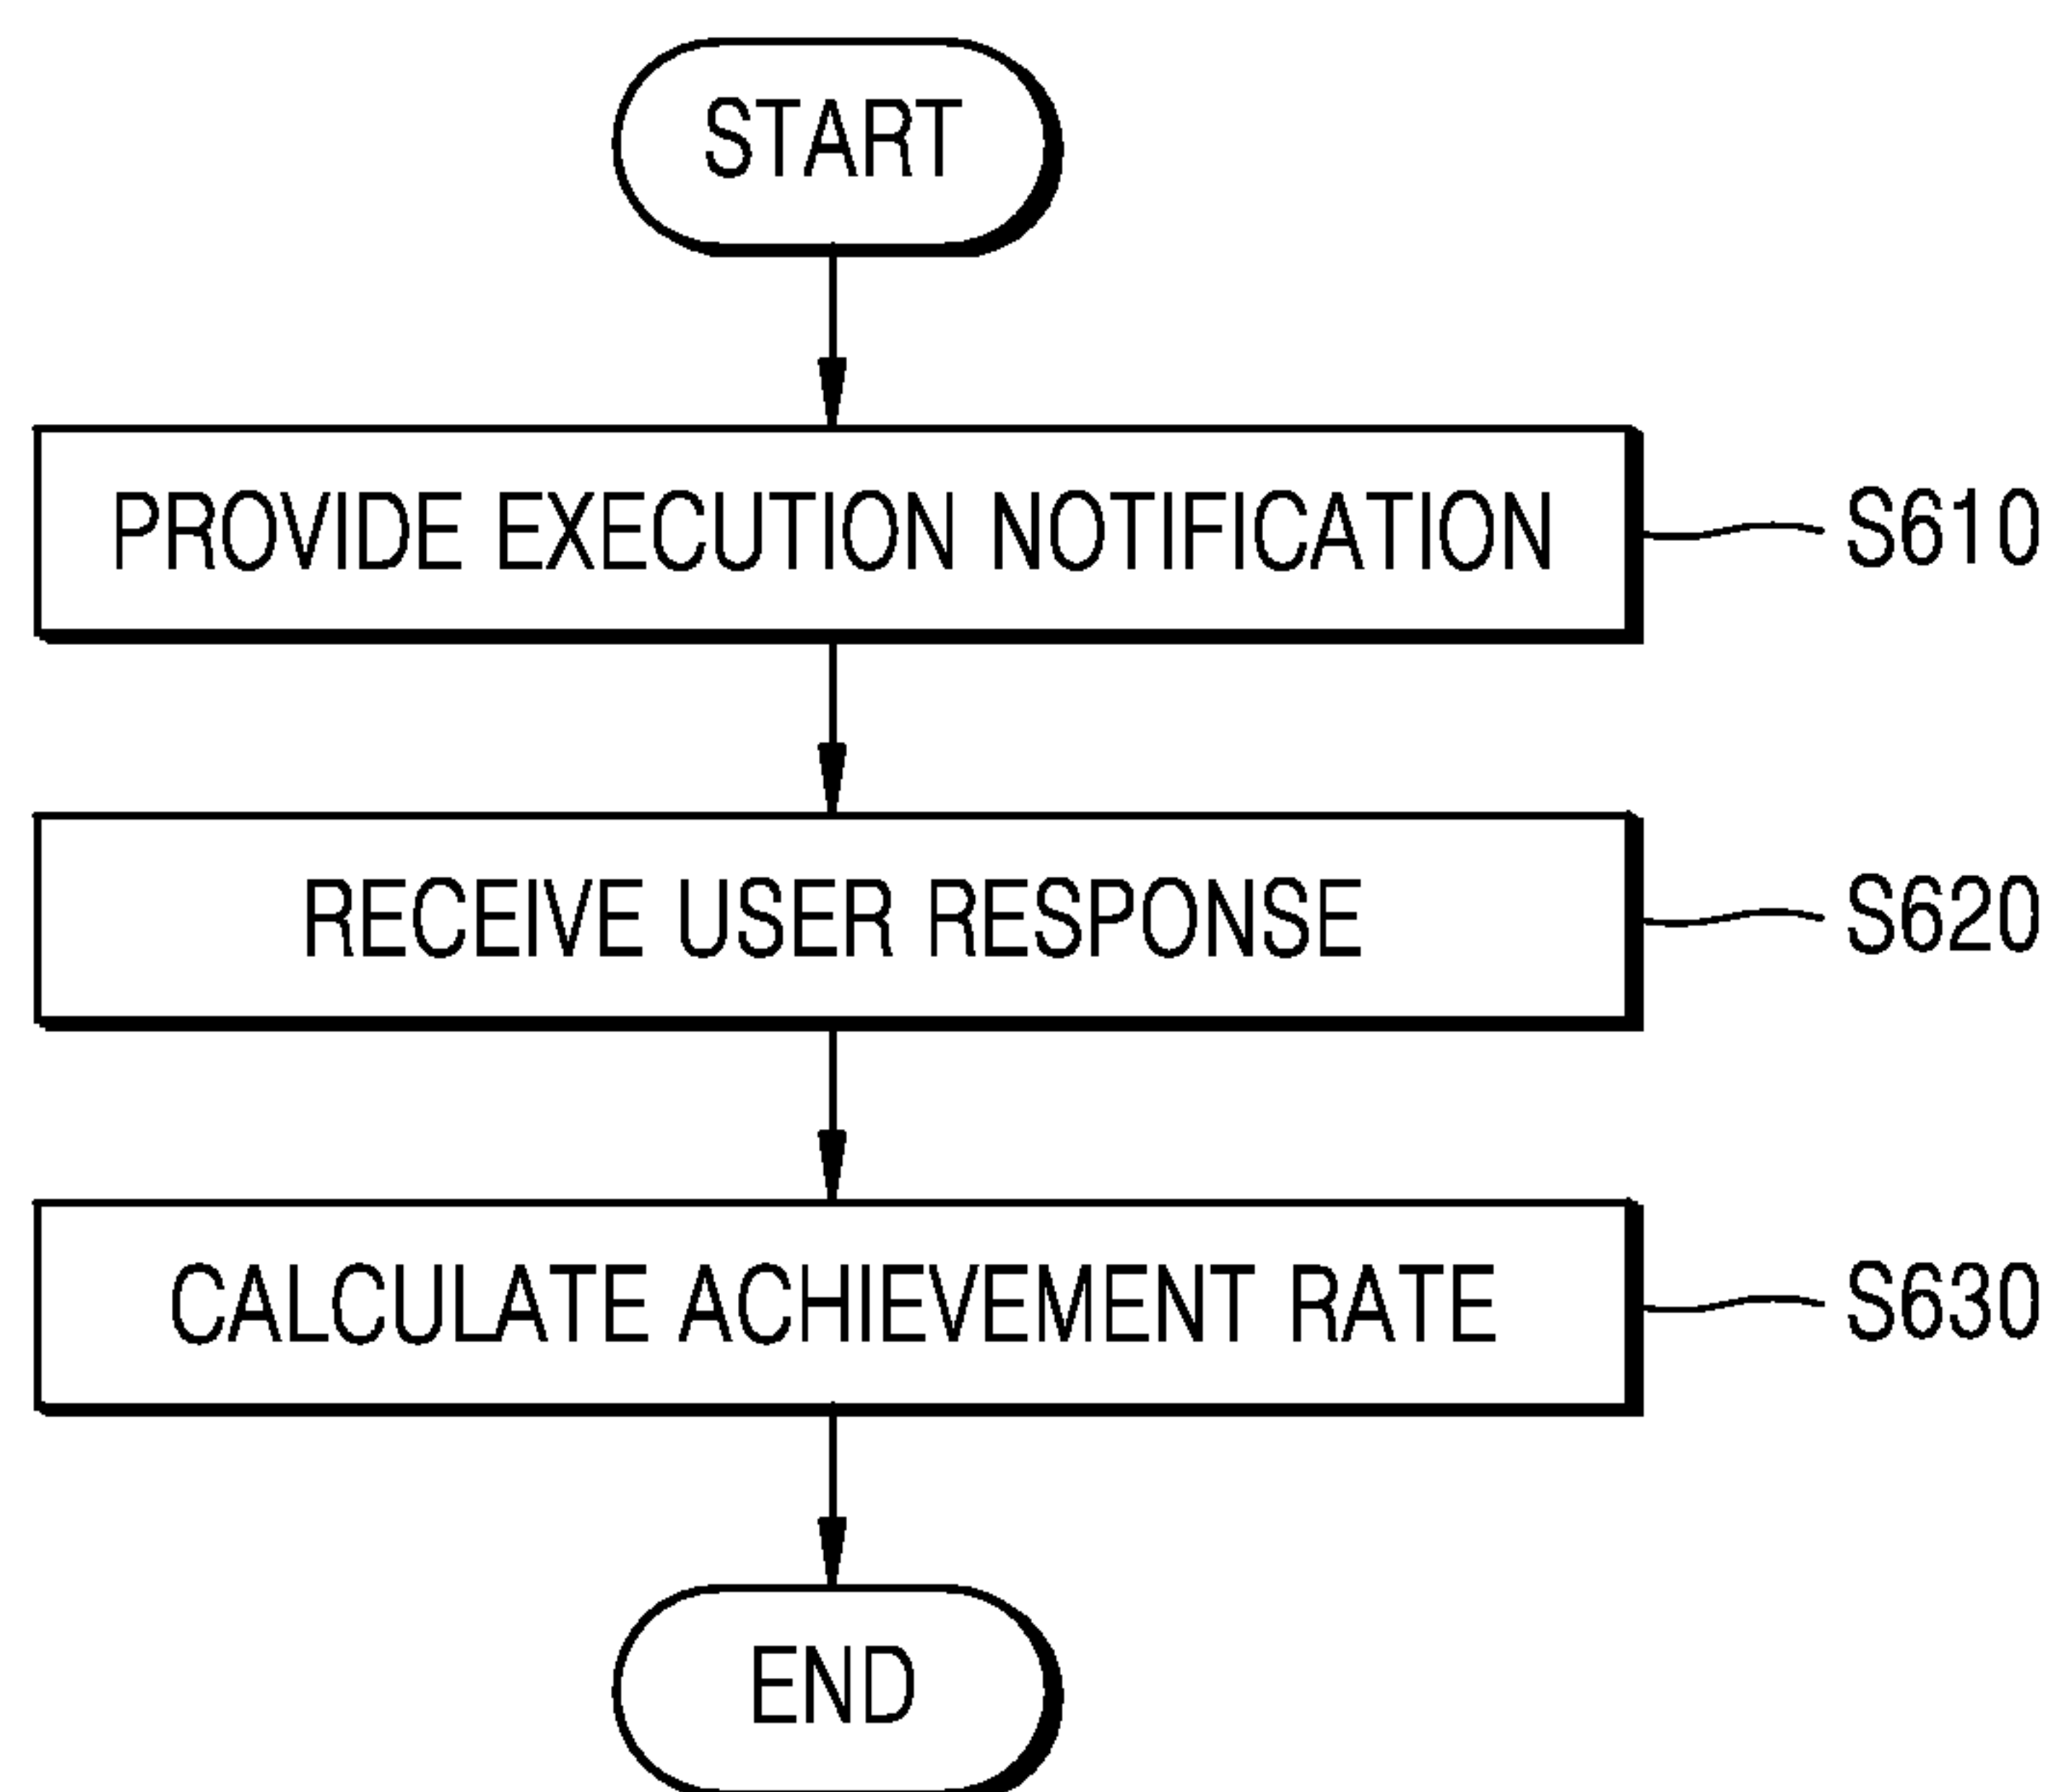 START
PROVIDE EXECUTION NOTIFICATION
S610
RECEIVE USER RESPONSE
S620
CALCULATE ACHIEVEMENT RATE
S630
END